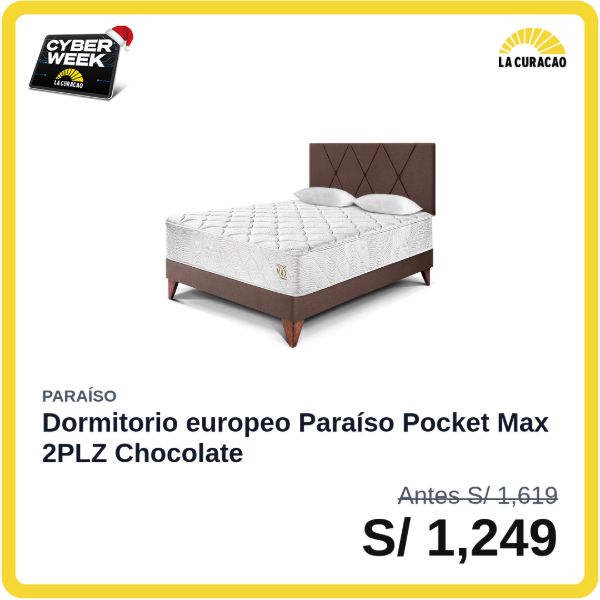 CYBER
WEEK
LA CURACAO
LA CURACAO
MAX
PARAÍSO
Dormitorio europeo Paraíso Pocket Max
2PLZ Chocolate
Antes S/ 1,619
S/ 1,249